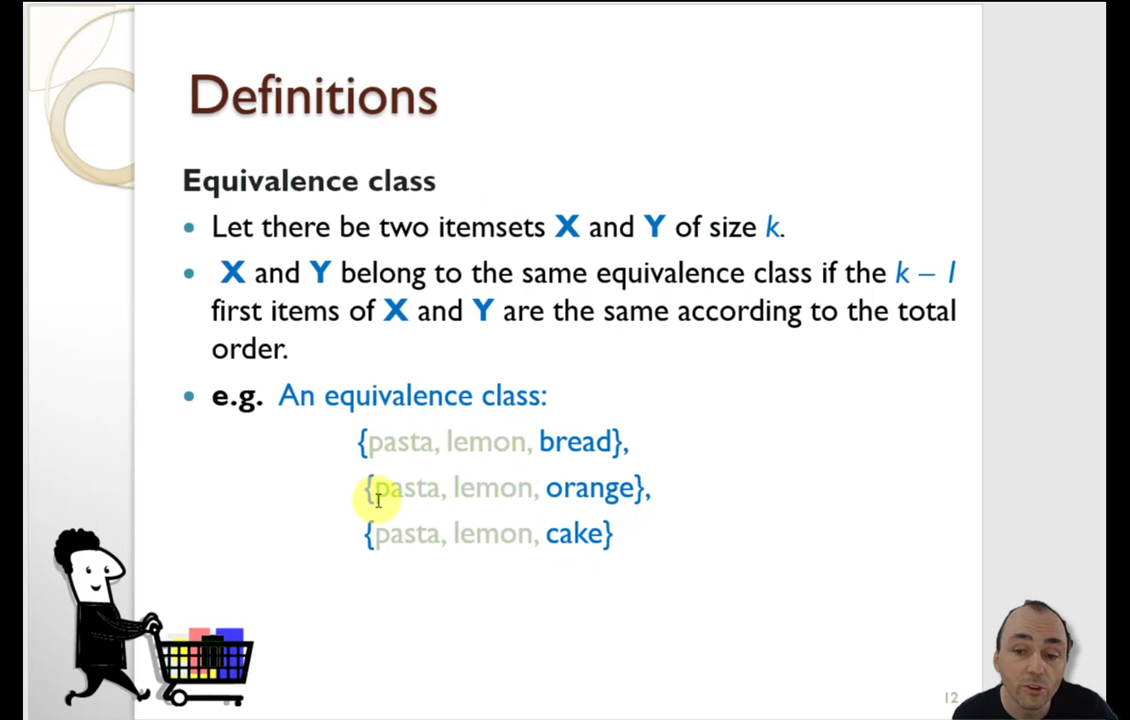 Definitions
Equivalence class
• Let there be two itemsets X and Y of size k.
• X and Y belong to the same equivalence class if the k – 1
first items of X and Y are the same according to the total
order.
• e.g. An equivalence class:
{pasta, lemon, bread},
{pasta, lemon, orange},
{pasta, lemon, cake}
12